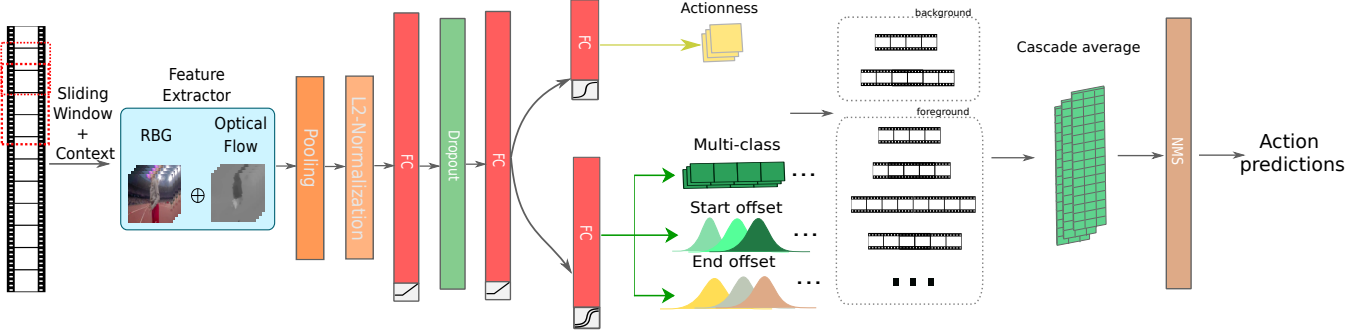 Sliding
Window
+
Context
Feature
Extractor
RBG
Optical
Flow
Pooling
L2-Normalization
FC
Dropout
FC
FC
Actionness
FC
Multi-class
...
Start offset
...
End offset
...
background
foreground
...
Cascade average
NMS
Action
predictions